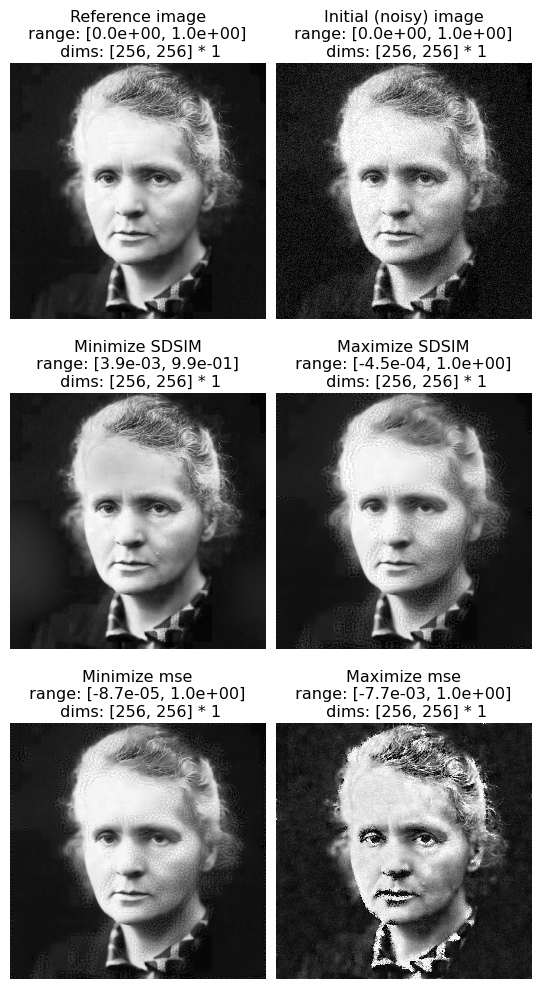 Reference image
range: [0.0e+00, 1.0e+00]
dims: [256, 256] * 1
Initial (noisy) image
range: [0.0e+00, 1.0e+00]
dims: [256, 256] * 1
Minimize SDSIM
range: [3.9e-03, 9.9e-01]
dims: [256, 256] * 1
Maximize SDSIM
range: [-4.5e-04, 1.0e+00]
dims: [256, 256] * 1
Minimize mse
range: [-8.7e-05, 1.0e+00]
dims: [256, 256] * 1
Maximize mse
range: [-7.7e-03, 1.0e+00]
dims: [256, 256] * 1